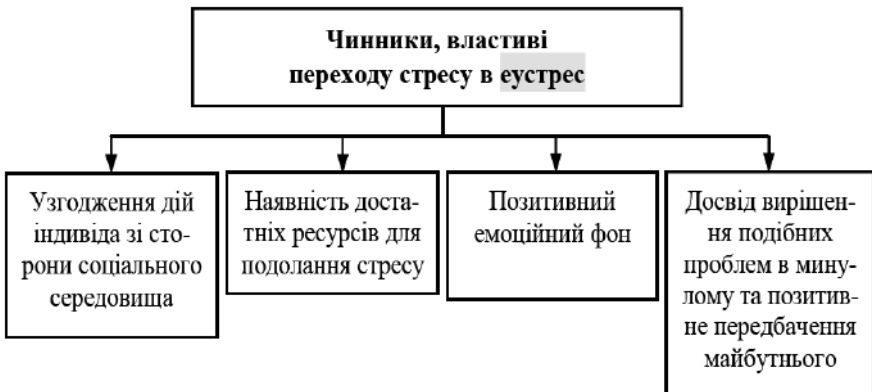 Чинники, властиві
переходу стресу в еустрес
Узгодження дій
індивіда зі сто-
рони соціального
середовища
Наявність доста-
тніх ресурсів для
подолання стресу
Позитивний
емоційний фон
Досвід вирішен-
ня подібних
проблем в мину-
лому та позитив-
не передбачення
майбутнього